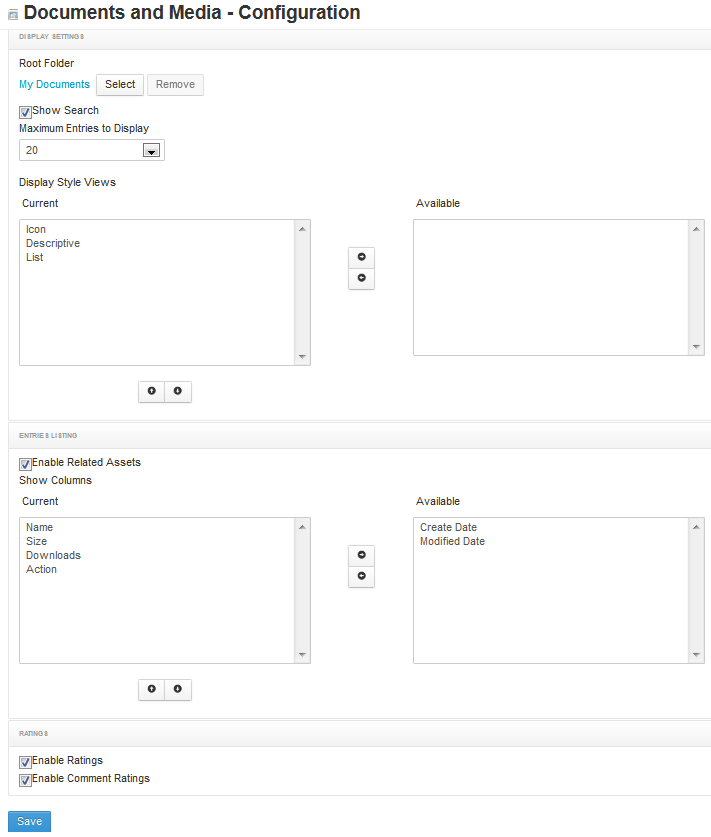 Documents and Media - Configuration
DISPLAY SETTINGS
Root Folder
My Documents Select Remove
Show Search
Maximum Entries to Display
20
Display Style Views
Current Available
Icon
Descriptive
List
ENTRIES LISTING
Enable Related Assets
Show Columns
Current Available
Name Create Date
Size Modified Date
Downloads
Action
RATINGS
Enable Ratings
Enable Comment Ratings
Save